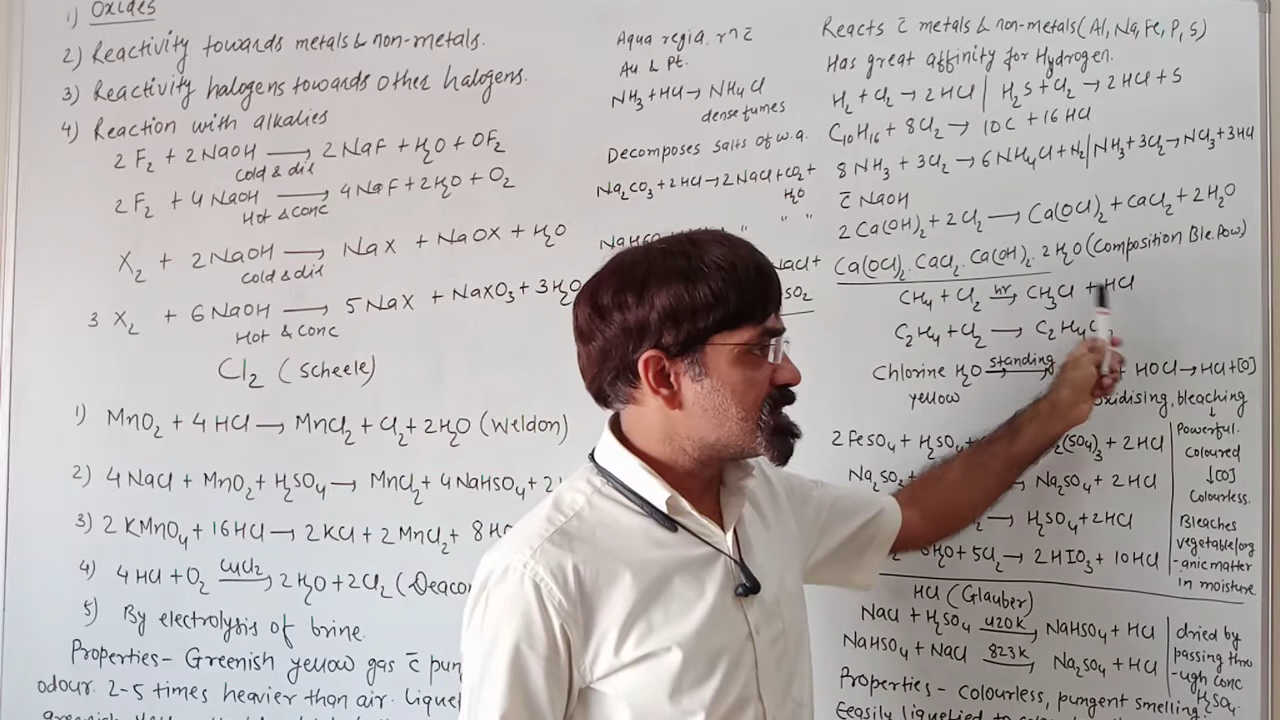 1) Oxides
2) Reactivity towards metals & non-metals.
3) Reactivity halogens towards other halogens.
4) Reaction with alkalies
2F₂ + 2NaOH ⟶ 2NaF + H₂O + OF₂
cold & dil
2F₂ + 4NaOH ⟶ 4NaF + 2H₂O + O₂
Hot & conc
X₂ + 2NaOH ⟶ NaX + NaOX + H₂O
cold & dil
3 X₂ + 6NaOH ⟶ 5NaX + NaXO₃ + 3H₂O
Hot & Conc
Cl₂ (Scheele)
1) MnO₂ + 4HCl ⟶ MnCl₂ + Cl₂ + 2H₂O (Weldon)
2) 4NaCl + MnO₂ + H₂SO₄ ⟶ MnCl₂ + 4NaHSO₄ + 2
3) 2KMnO₄ + 16HCl ⟶ 2KCl + 2MnCl₂ + 8H
4) 4HCl + O₂ ⟶ 2H₂O + 2Cl₂ (Deacon
CuCl₂
5) By electrolysis of brine.
Properties- Greenish yellow gas c̄ pun
odour. 2-5 times heavier than air. Liquef
Aqua regia. rⁿ c̄
Au & Pt.
NH₃ + HCl → NH₄Cl
dense fumes
Decomposes salts of w.a.
Na₂CO₃ + 2HCl → 2NaCl + CO₂ +
H₂O
" "
NaCl +
SO₂
Reacts c̄ metals & non-metals (Al, Na, Fe, P, S)
Has great affinity for Hydrogen.
H₂ + Cl₂ → 2HCl | H₂S + Cl₂ → 2HCl + S
C₁₀H₁₆ + 8Cl₂ → 10C + 16HCl
8NH₃ + 3Cl₂ → 6NH₄Cl + N₂ | NH₃ + 3Cl₂ → NCl₃ + 3HCl
c̄ NaOH
2Ca(OH)₂ + 2Cl₂ ⟶ Ca(OCl)₂ + CaCl₂ + 2H₂O
Ca(OCl)₂. CaCl₂. Ca(OH)₂. 2H₂O (Composition Ble. Pow)
CH₄ + Cl₂ ⟶ CH₃Cl + HCl
hr
C₂H₄ + Cl₂ ⟶ C₂H₄C
Chlorine H₂O ⟶ + HOCl → HCl + [O]
standing
yellow
oxidising, bleaching
2FeSO₄ + H₂SO₄ + ₂(SO₄)₃ + 2HCl
Na₂SO₃ + Na₂SO₄ + 2HCl
→ H₂SO₄ + 2HCl
6H₂O + 5Cl₂ → 2HIO₃ + 10HCl
Powerful.
Coloured
↓[O]
Colourless.
Bleaches
vegetable/org
-anic matter
in moisture.
HCl (Glauber)
NaCl + H₂SO₄ ⟶ NaHSO₄ + HCl
420K
NaHSO₄ + NaCl ⟶ Na₂SO₄ + HCl
823K
dried by
passing thro
-ugh conc
H₂SO₄.
Properties - colourless, pungent smelling